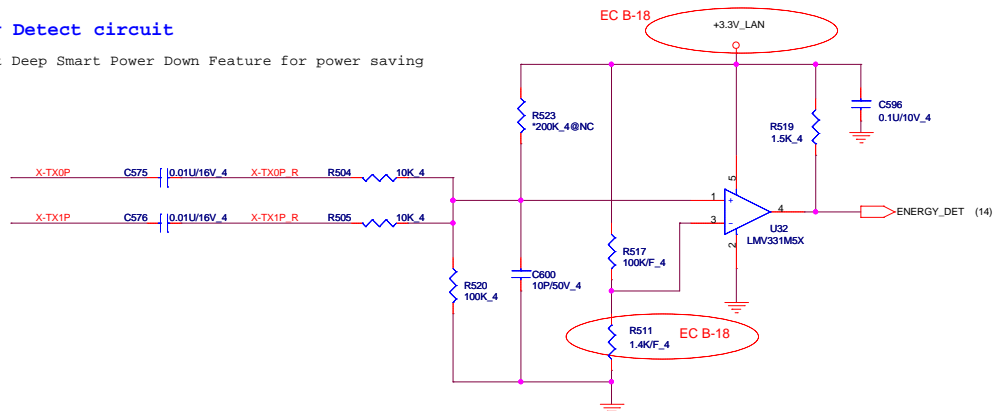 EC B-18
+3.3V_LAN
Detect circuit
Deep Smart Power Down Feature for power saving
R523
*200K_4@NC
C596
0.1U/10V_4
R519
1.5K_4
X-TX0P C575 0.01U/16V_4 X-TX0P_R R504 10K_4
5
1
+
4
ENERGY_DET (14)
X-TX1P C576 0.01U/16V_4 X-TX1P_R R505 10K_4
3
-
U32
LMV331M5X
2
R517
100K/F_4
C600
10P/50V_4
R520
100K_4
R511
1.4K/F_4
EC B-18